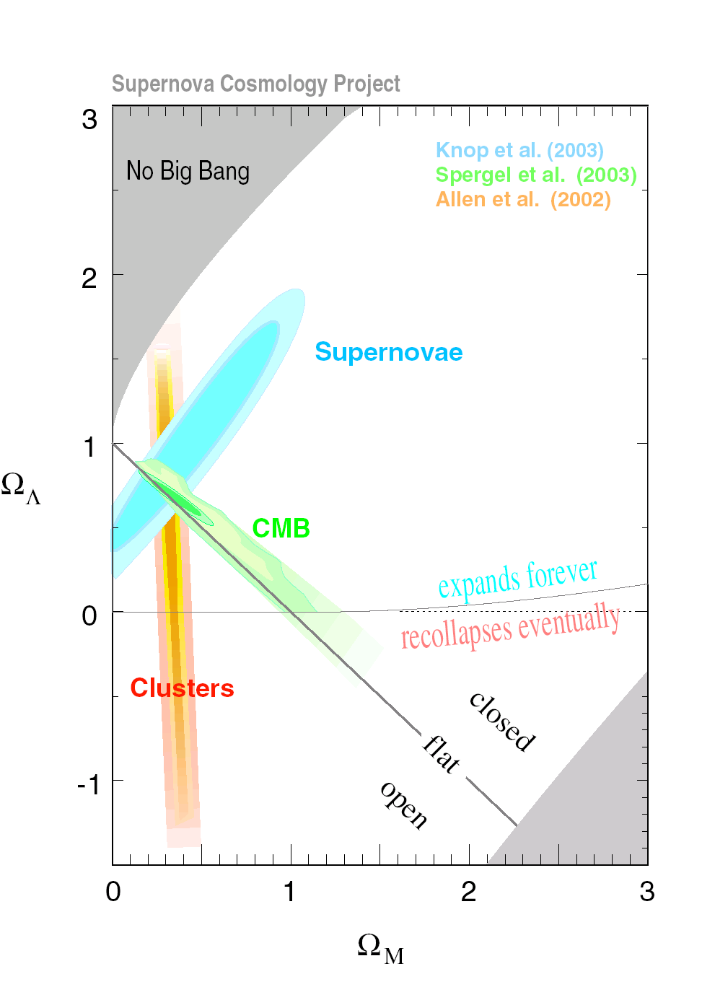 Supernova Cosmology Project
3
No Big Bang
Knop et al. (2003)
Spergel et al. (2003)
Allen et al. (2002)
2
Supernovae
1
Ω_Λ
CMB
expands forever
0
recollapses eventually
Clusters
closed
flat
-1
open
0 1 2 3
Ω_M